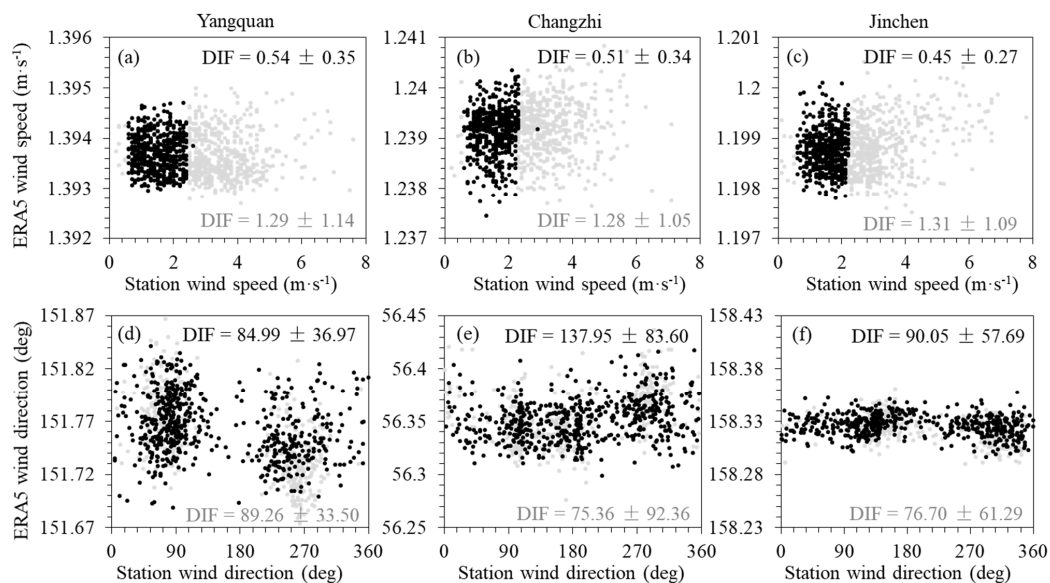 Yangquan Changzhi Jinchen
1.396 1.241 1.201
(a) DIF = 0.54 ± 0.35 (b) DIF = 0.51 ± 0.34 (c) DIF = 0.45 ± 0.27
1.395 1.24 1.2
1.394 1.239 1.199
1.393 1.238 1.198
DIF = 1.29 ± 1.14 DIF = 1.28 ± 1.05 DIF = 1.31 ± 1.09
1.392 1.237 1.197
ERA5 wind speed (m·s-1)
0 2 4 6 8 0 2 4 6 8 0 2 4 6 8
Station wind speed (m·s-1) Station wind speed (m·s-1) Station wind speed (m·s-1)
151.87 56.45 158.43
(d) DIF = 84.99 ± 36.97 (e) DIF = 137.95 ± 83.60 (f) DIF = 90.05 ± 57.69
151.82 56.4 158.38
151.77 56.35 158.33
151.72 56.3 158.28
DIF = 89.26 ± 33.50 DIF = 75.36 ± 92.36 DIF = 76.70 ± 61.29
151.67 56.25 158.23
ERA5 wind direction (deg)
0 90 180 270 360 0 90 180 270 360 0 90 180 270 360
Station wind direction (deg) Station wind direction (deg) Station wind direction (deg)